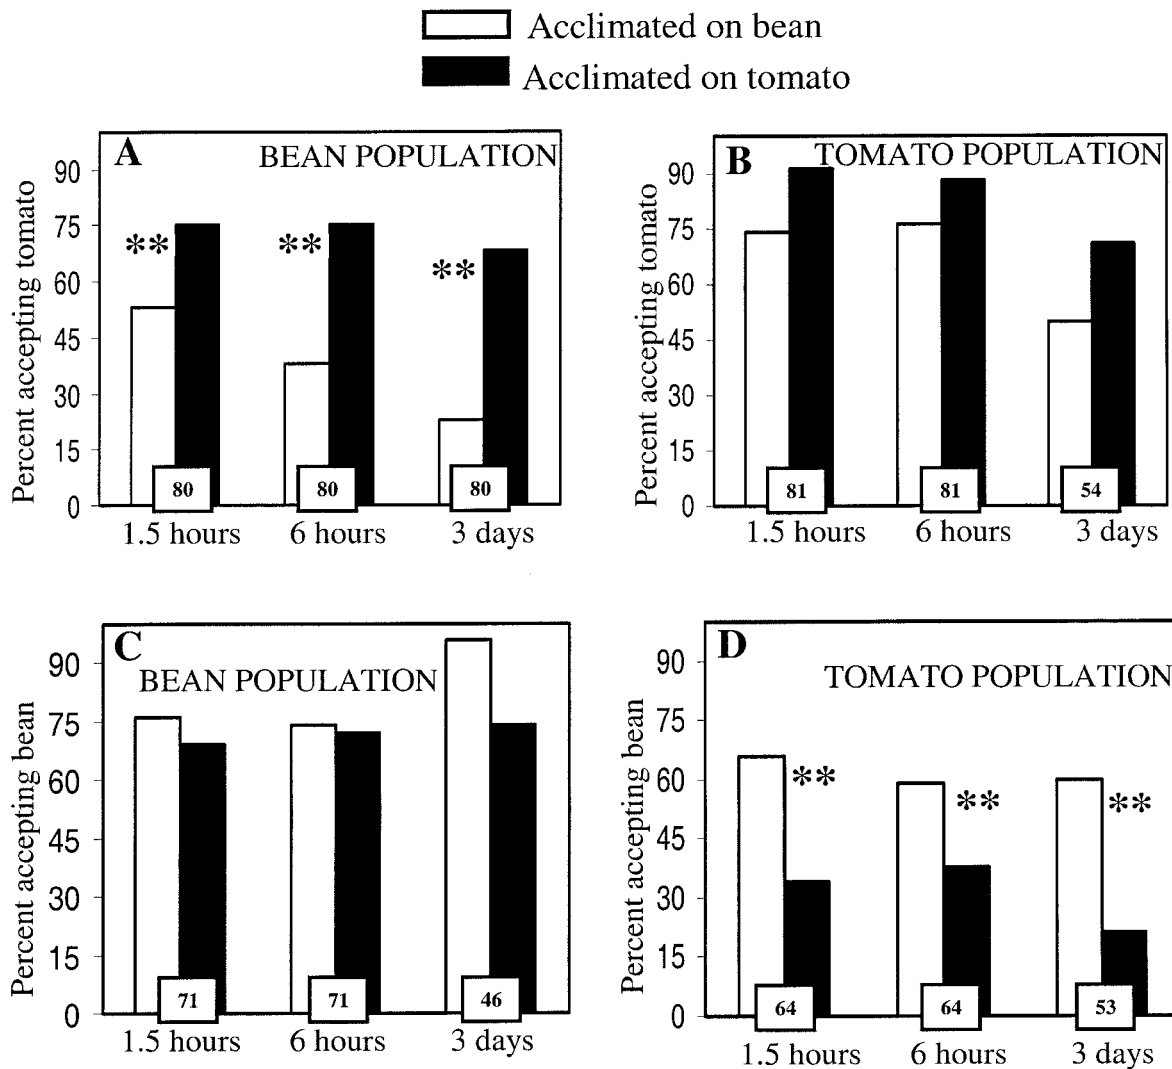 Acclimated on bean
Acclimated on tomato
A
BEAN POPULATION
Percent accepting tomato
90
75
60
45
30
15
0
**
**
**
80
80
80
1.5 hours
6 hours
3 days
B
TOMATO POPULATION
Percent accepting tomato
90
75
60
45
30
15
0
81
81
54
1.5 hours
6 hours
3 days
C
BEAN POPULATION
Percent accepting bean
90
75
60
45
30
15
0
71
71
46
1.5 hours
6 hours
3 days
D
TOMATO POPULATION
Percent accepting bean
90
75
60
45
30
15
0
**
**
**
64
64
53
1.5 hours
6 hours
3 days